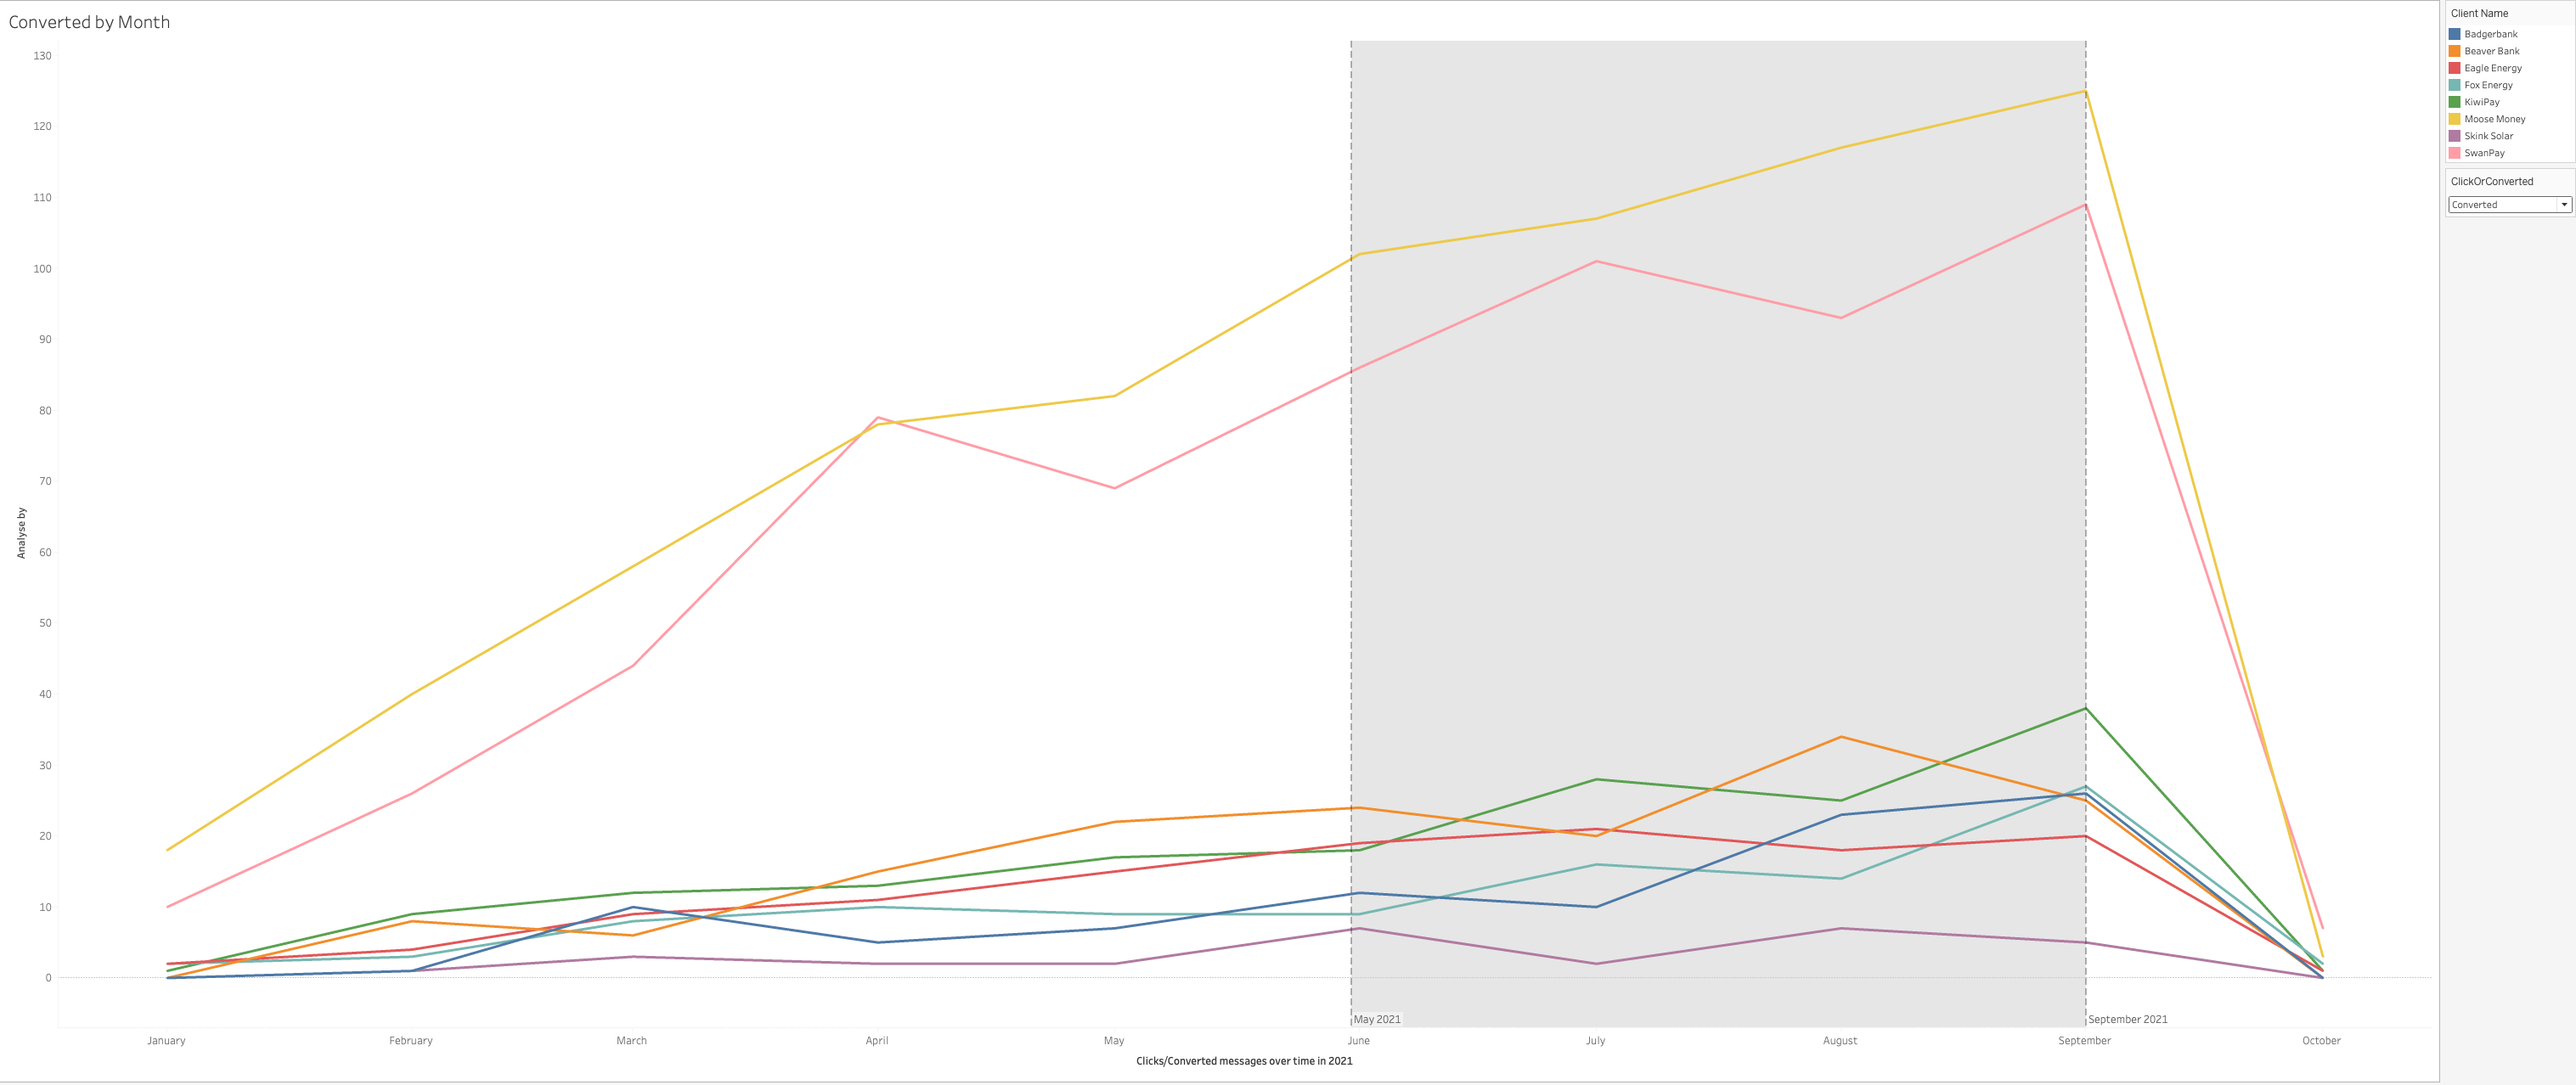 Converted by Month
130
120
110
100
90
80
70
60
50
40
30
20
10
0
Analyse by
May 2021
September 2021
January February March April May June July August September October
Clicks/Converted messages over time in 2021
Client Name
Badgerbank
Beaver Bank
Eagle Energy
Fox Energy
KiwiPay
Moose Money
Skink Solar
SwanPay
ClickOrConverted
Converted